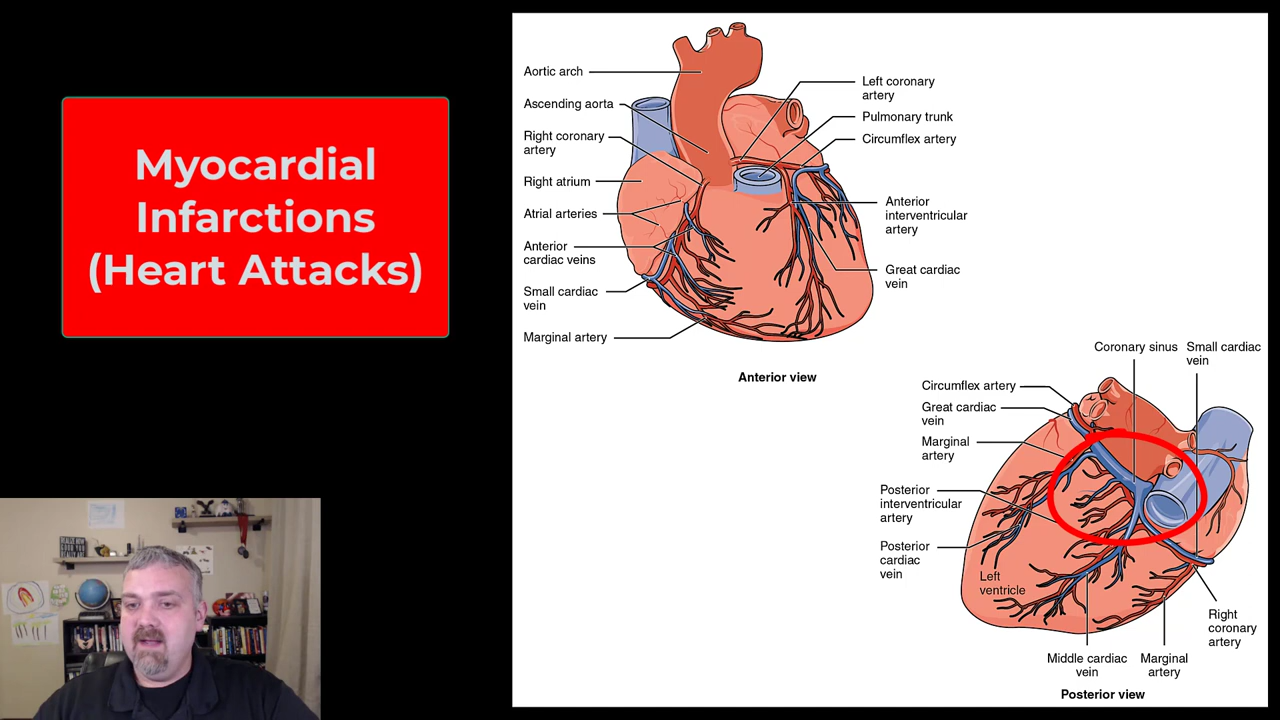 Myocardial
Infarctions
(Heart Attacks)
Aortic arch
Ascending aorta
Right coronary
artery
Right atrium
Atrial arteries
Anterior
cardiac veins
Small cardiac
vein
Marginal artery
Left coronary
artery
Pulmonary trunk
Circumflex artery
Anterior
interventricular
artery
Great cardiac
vein
Anterior view
Coronary sinus
Small cardiac
vein
Circumflex artery
Great cardiac
vein
Marginal
artery
Posterior
interventricular
artery
Posterior
cardiac
vein
Left
ventricle
Right
coronary
artery
Middle cardiac
vein
Marginal
artery
Posterior view